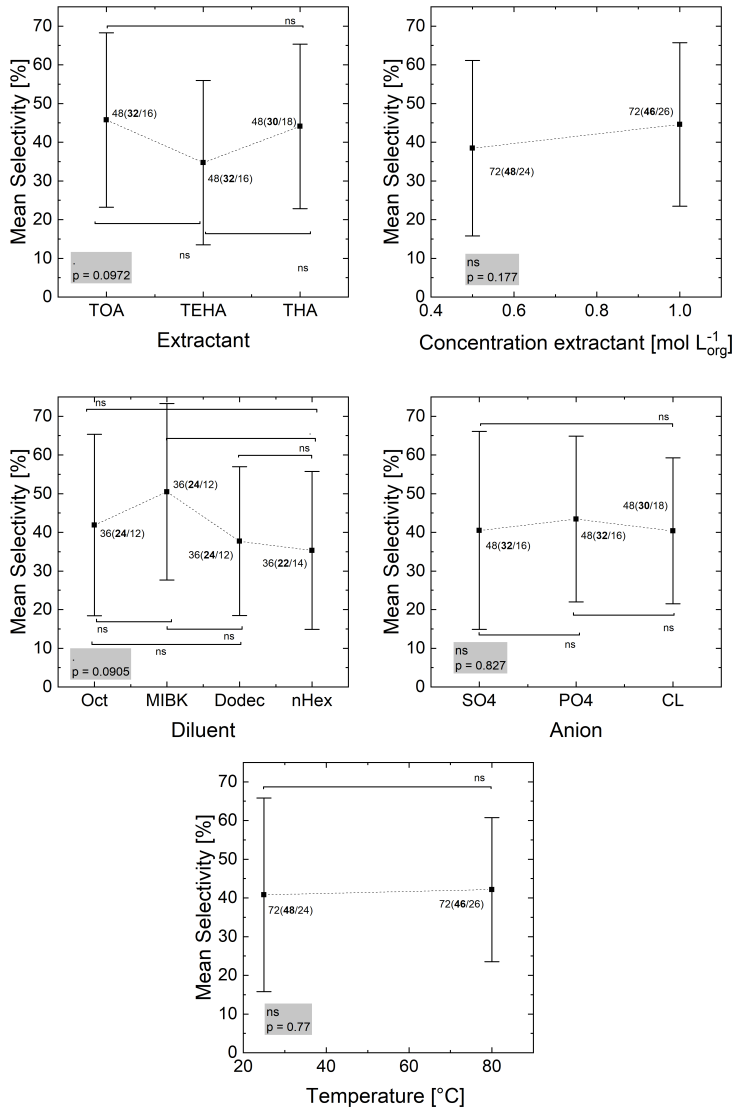 70
60
50
40
30
20
10
0
Mean Selectivity [%]
ns
48(32/16)
48(30/18)
48(32/16)
ns
ns
.
p = 0.0972
TOA TEHA THA
Extractant
70
60
50
40
30
20
10
0
Mean Selectivity [%]
72(46/26)
72(48/24)
ns
p = 0.177
0.4 0.6 0.8 1.0
Concentration extractant [mol L⁻¹org]
70
60
50
40
30
20
10
0
Mean Selectivity [%]
ns
.
ns
36(24/12)
36(24/12)
36(24/12)
36(22/14)
ns
ns
ns
.
p = 0.0905
Oct MIBK Dodec nHex
Diluent
70
60
50
40
30
20
10
0
Mean Selectivity [%]
ns
48(30/18)
48(32/16)
48(32/16)
ns
ns
ns
p = 0.827
SO4 PO4 CL
Anion
70
60
50
40
30
20
10
0
Mean Selectivity [%]
ns
72(48/24)
72(46/26)
ns
p = 0.77
20 40 60 80
Temperature [°C]